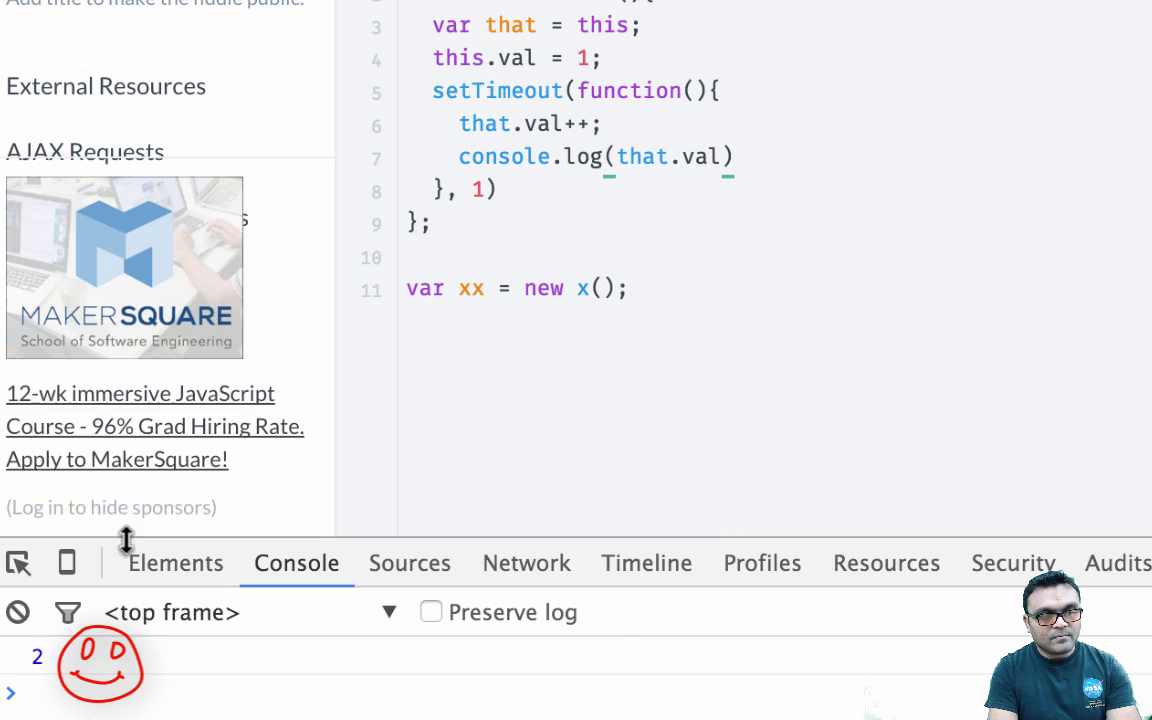 Add title to make the fiddle public.
External Resources
AJAX Requests
s
MAKERSQUARE
School of Software Engineering
12-wk immersive JavaScript
Course - 96% Grad Hiring Rate.
Apply to MakerSquare!
(Log in to hide sponsors)
(){
3 var that = this;
4 this.val = 1;
5 setTimeout(function(){
6 that.val++;
7 console.log(that.val)
8 }, 1)
9 };
10
11 var xx = new x();
Elements Console Sources Network Timeline Profiles Resources Security Audits
<top frame> ▼ Preserve log
2
>
NASA